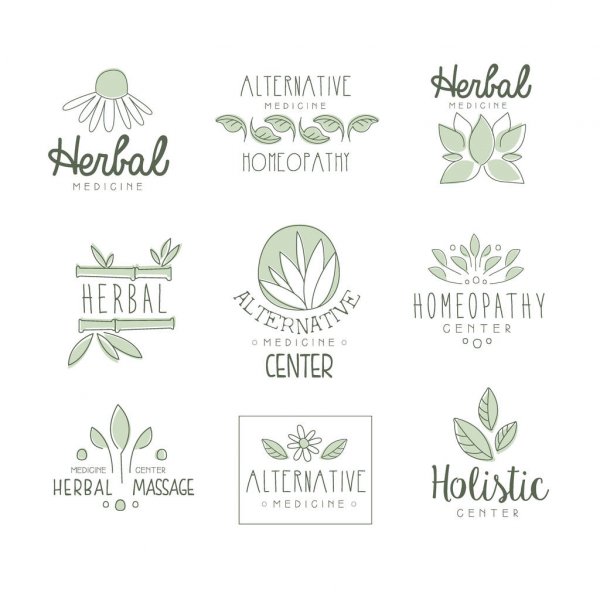 Herbal
MEDICINE
ALTERNATIVE
MEDICINE
HOMEOPATHY
Herbal
MEDICINE
HERBAL
ALTERNATIVE
MEDICINE
CENTER
HOMEOPATHY
CENTER
MEDICINE CENTER
HERBAL MASSAGE
ALTERNATIVE
MEDICINE
Holistic
CENTER